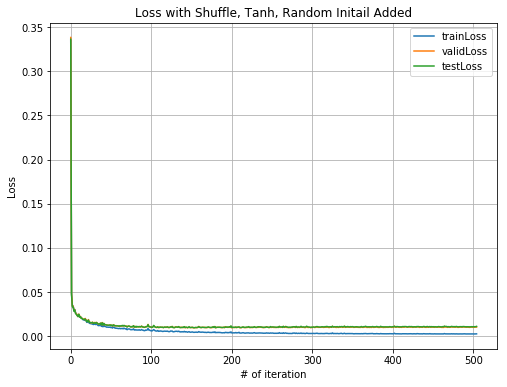 Loss with Shuffle, Tanh, Random Initail Added
trainLoss
validLoss
testLoss
Loss
0.35
0.30
0.25
0.20
0.15
0.10
0.05
0.00
0 100 200 300 400 500
# of iteration